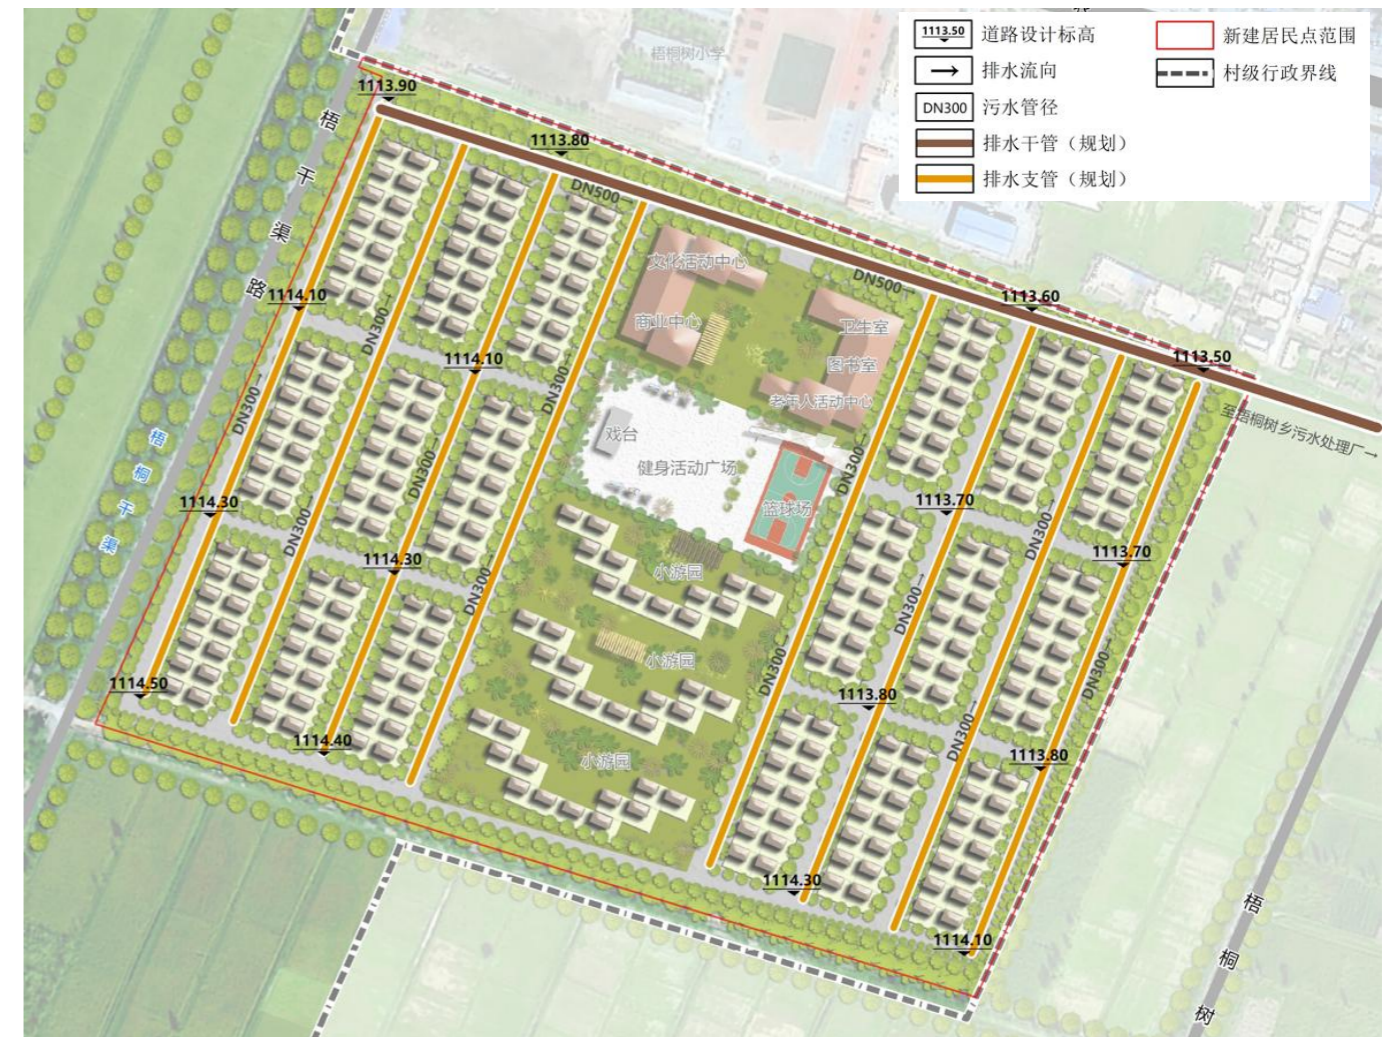 1113.50 道路设计标高
→ 排水流向
DN300 污水管径
排水干管（规划）
排水支管（规划）
新建居民点范围
村级行政界线
梧桐树小学
1113.90
1113.80
DN500→
DN500→
1113.60
1113.50
至梧桐树乡污水处理厂→
梧干渠路
梧桐干渠
梧桐树
文化活动中心
商业中心
卫生室
图书室
老年人活动中心
戏台
健身活动广场
篮球场
小游园
小游园
小游园
1114.10
1114.10
DN300→
DN300→
DN300→
DN300→
DN300→
DN300→
1114.30
1114.30
1114.50
1114.40
DN300→
1113.70
DN300→
1113.70
DN300→
DN300→
1113.80
DN300→
DN300→
1113.80
1114.30
1114.10